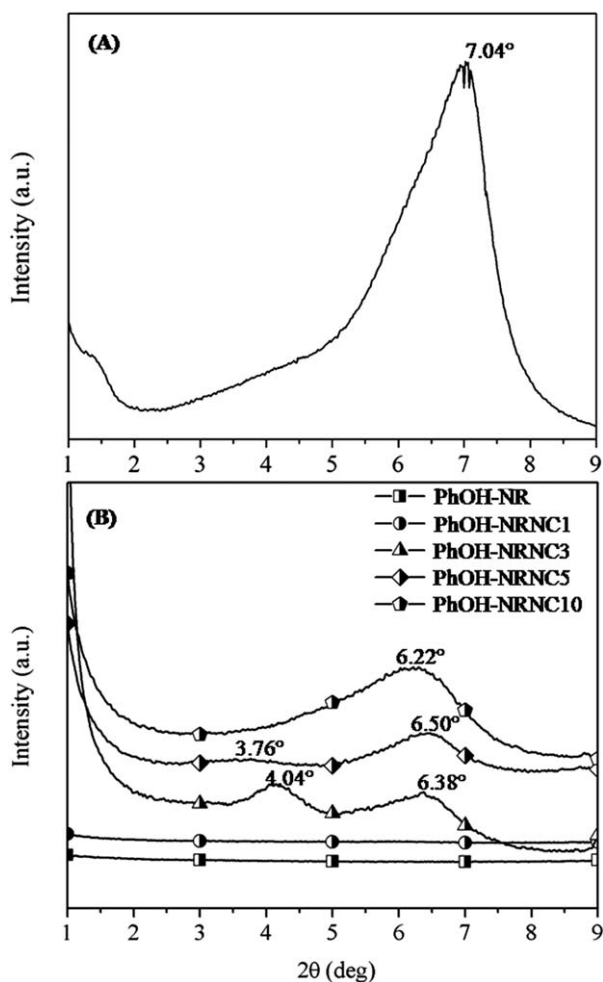 (A)
7.04°
Intensity (a.u.)
1 2 3 4 5 6 7 8 9
(B)
PhOH-NR
PhOH-NRNC1
PhOH-NRNC3
PhOH-NRNC5
PhOH-NRNC10
6.22°
6.50°
3.76°
4.04°
6.38°
Intensity (a.u.)
1 2 3 4 5 6 7 8 9
2θ (deg)